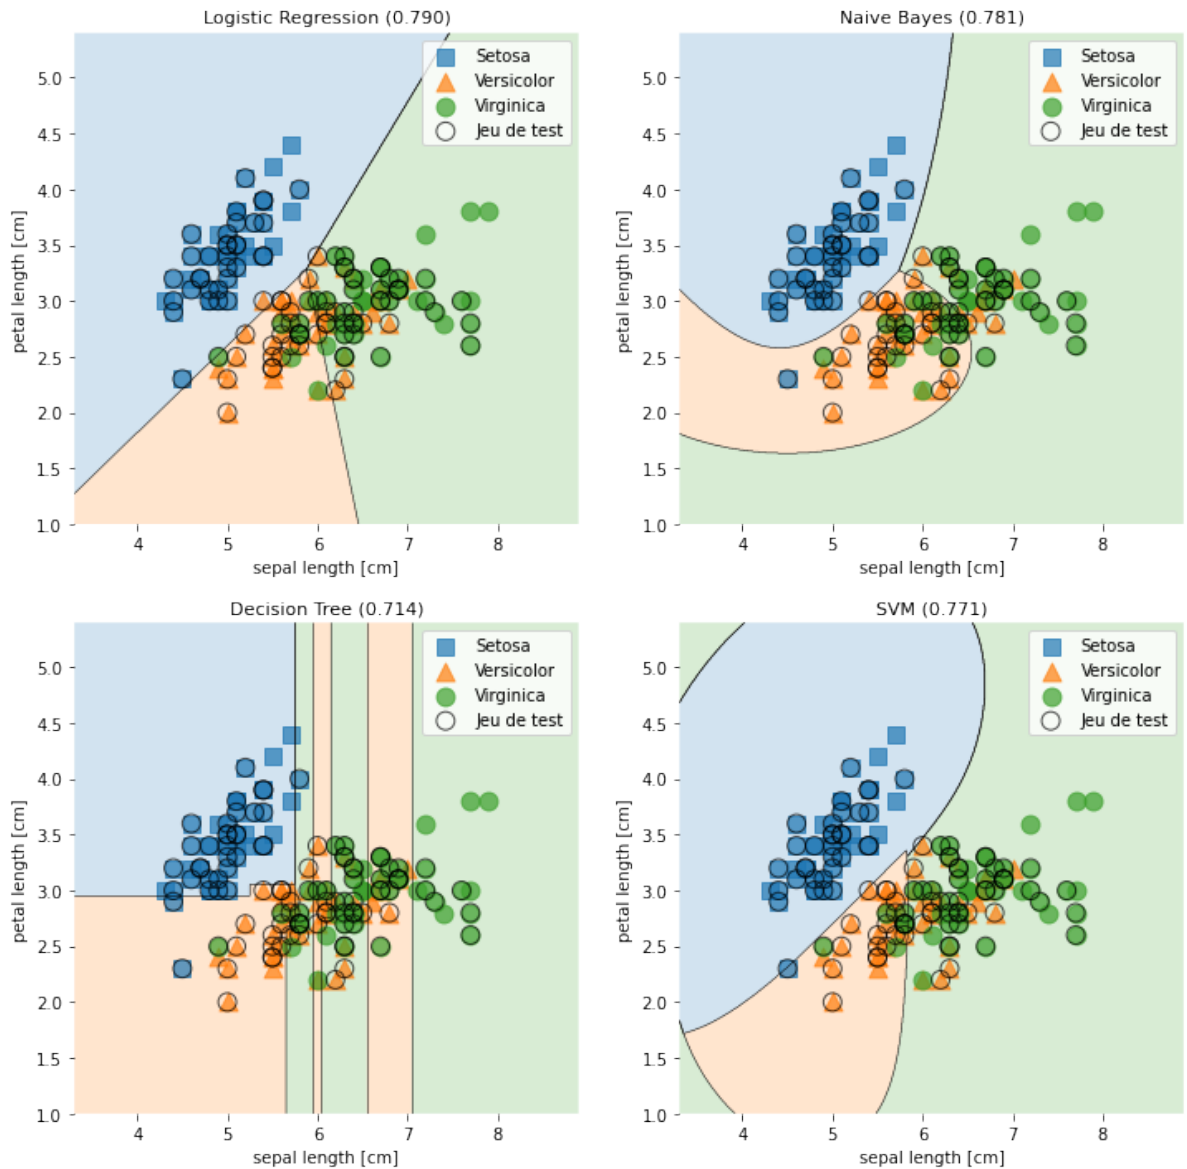 Logistic Regression (0.790)
5.0
4.5
4.0
3.5
3.0
2.5
2.0
1.5
1.0
petal length [cm]
4 5 6 7 8
sepal length [cm]
Setosa
Versicolor
Virginica
Jeu de test
Naive Bayes (0.781)
5.0
4.5
4.0
3.5
3.0
2.5
2.0
1.5
1.0
petal length [cm]
4 5 6 7 8
sepal length [cm]
Setosa
Versicolor
Virginica
Jeu de test
Decision Tree (0.714)
5.0
4.5
4.0
3.5
3.0
2.5
2.0
1.5
1.0
petal length [cm]
4 5 6 7 8
sepal length [cm]
Setosa
Versicolor
Virginica
Jeu de test
SVM (0.771)
5.0
4.5
4.0
3.5
3.0
2.5
2.0
1.5
1.0
petal length [cm]
4 5 6 7 8
sepal length [cm]
Setosa
Versicolor
Virginica
Jeu de test